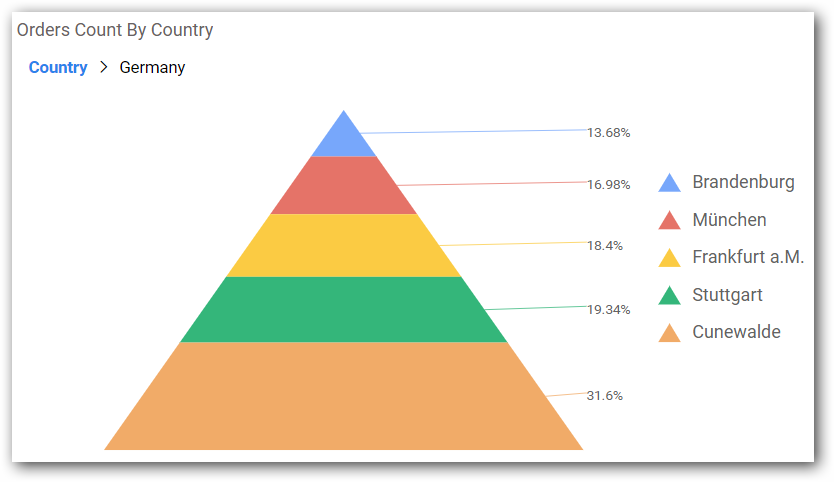 Orders Count By Country
Country > Germany
13.68%
16.98%
18.4%
19.34%
31.6%
Brandenburg
München
Frankfurt a.M.
Stuttgart
Cunewalde